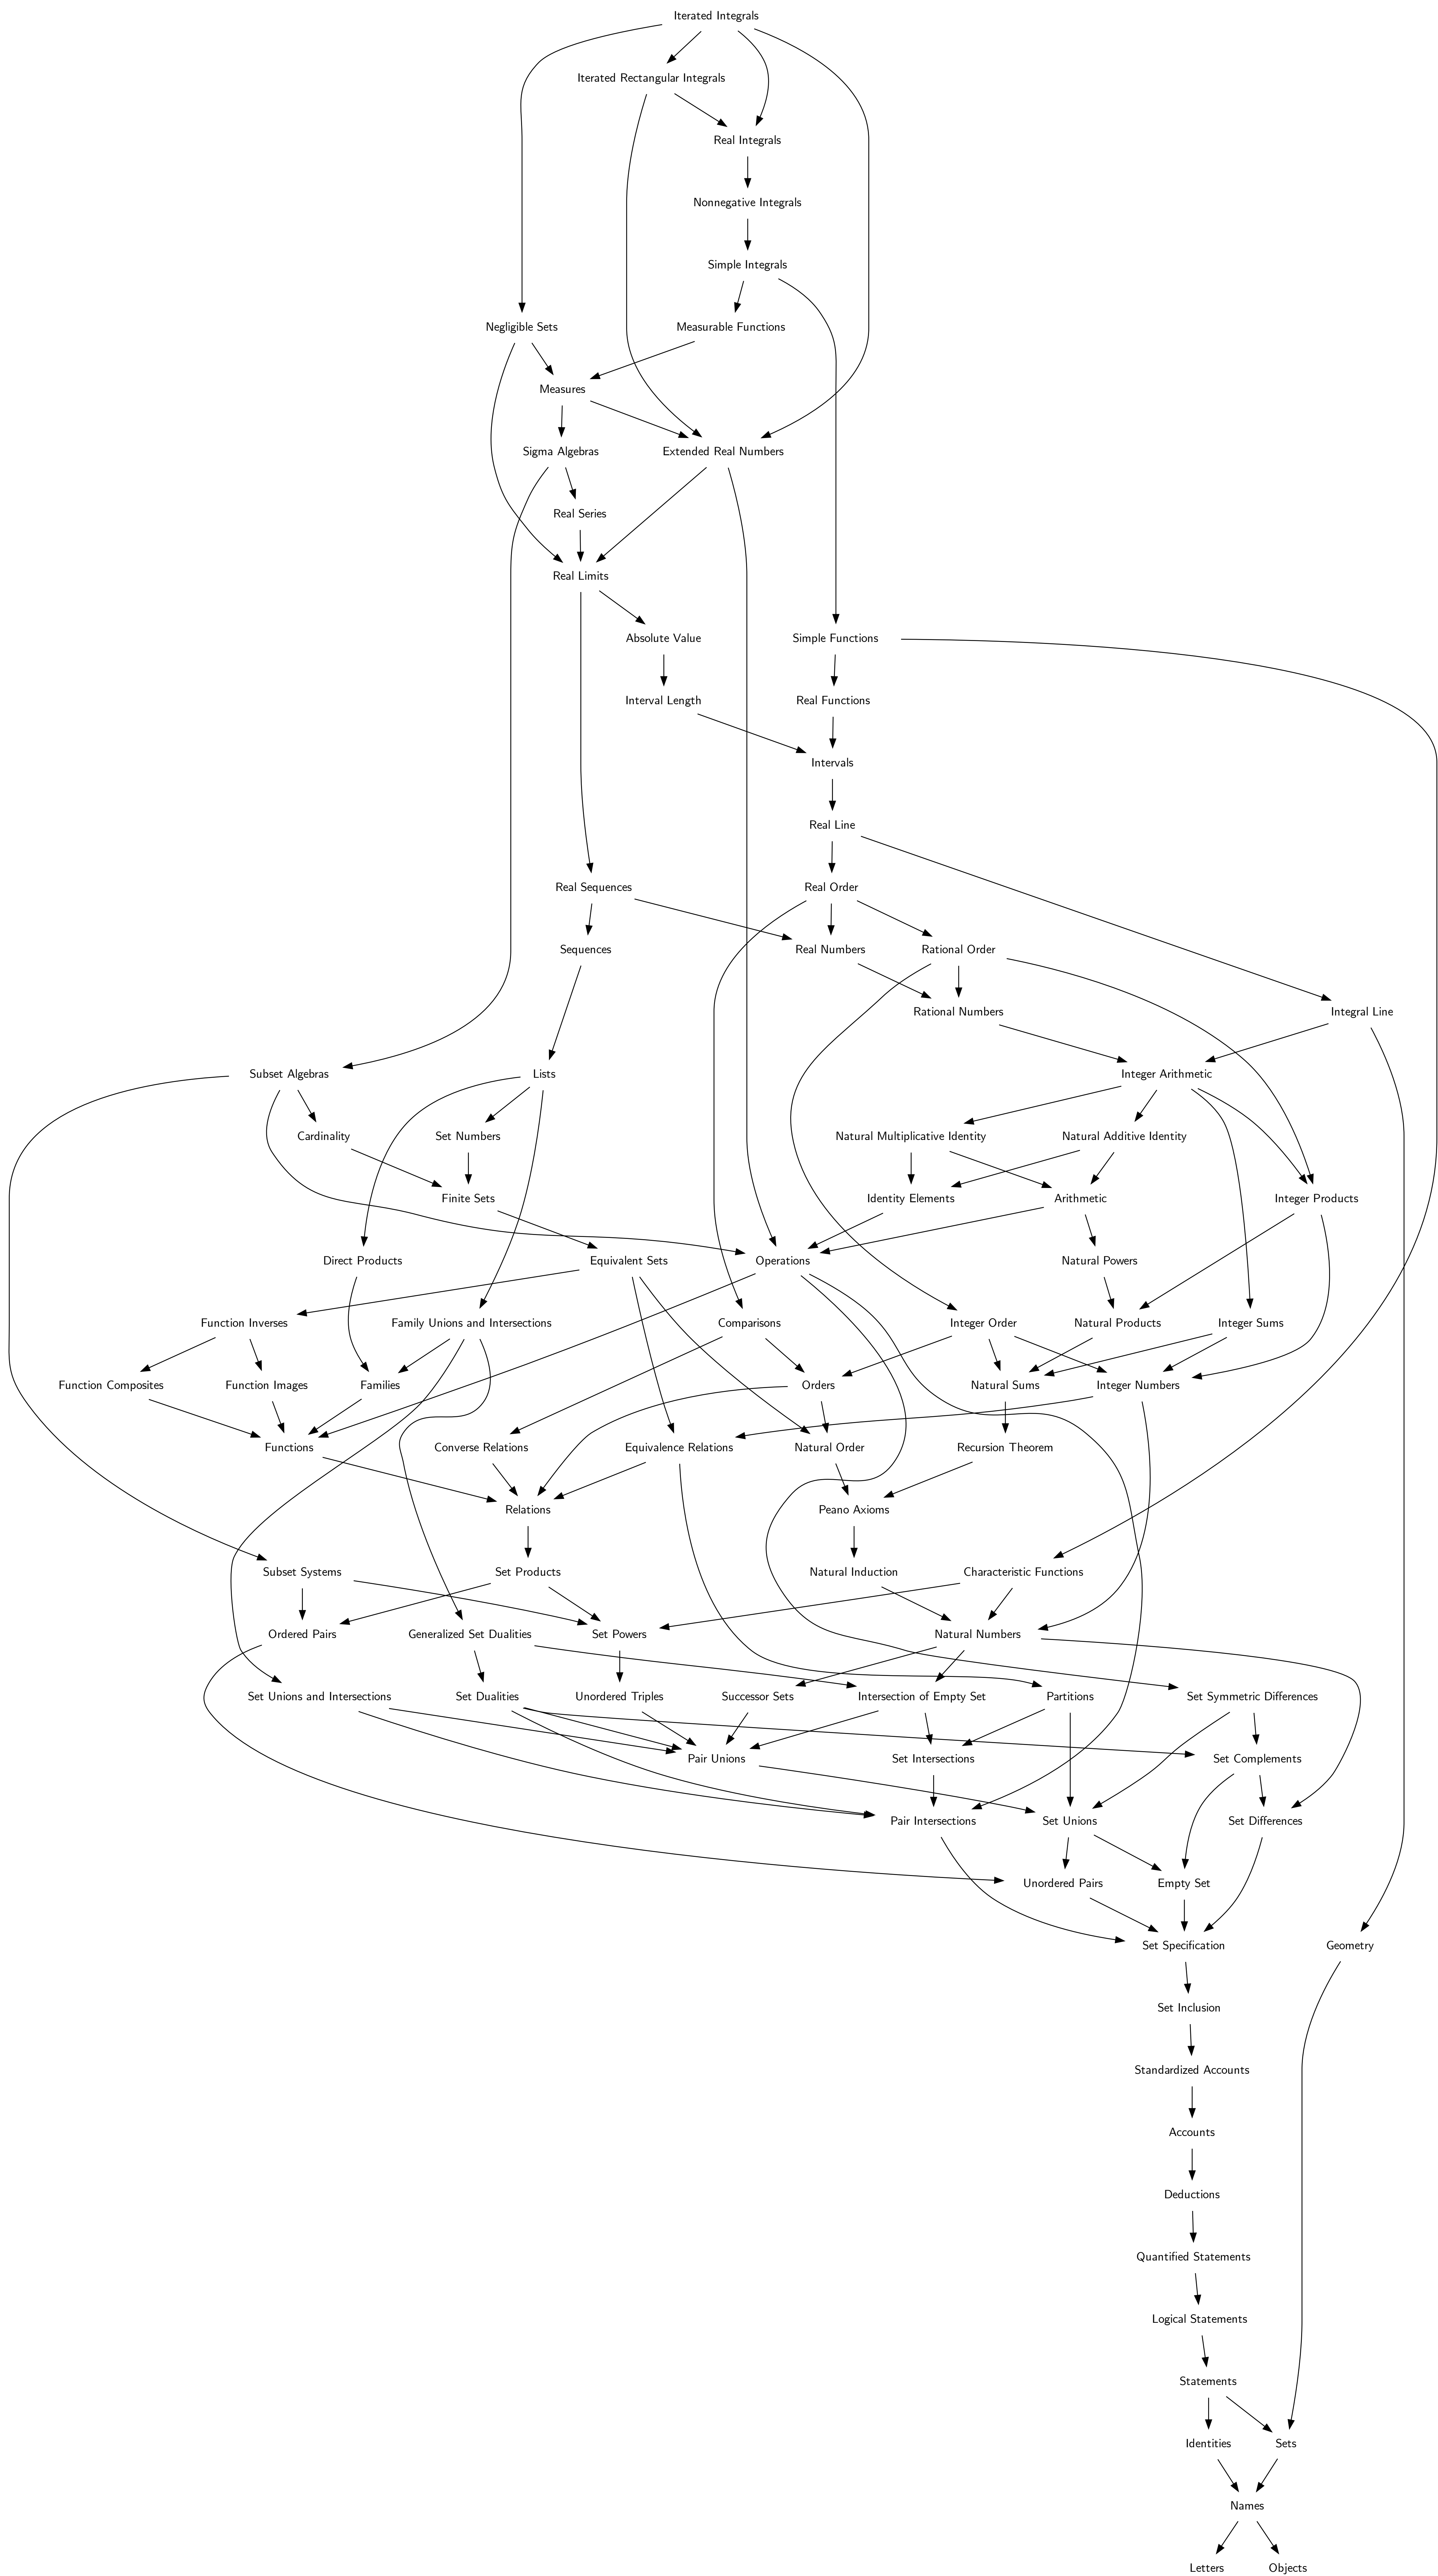 Iterated Integrals
Iterated Rectangular Integrals
Real Integrals
Nonnegative Integrals
Simple Integrals
Negligible Sets
Measurable Functions
Measures
Sigma Algebras
Extended Real Numbers
Real Series
Real Limits
Absolute Value
Simple Functions
Interval Length
Real Functions
Intervals
Real Line
Real Sequences
Real Order
Sequences
Real Numbers
Rational Order
Rational Numbers
Integral Line
Subset Algebras
Lists
Integer Arithmetic
Cardinality
Set Numbers
Natural Multiplicative Identity
Natural Additive Identity
Finite Sets
Identity Elements
Arithmetic
Integer Products
Direct Products
Equivalent Sets
Operations
Natural Powers
Function Inverses
Family Unions and Intersections
Comparisons
Integer Order
Natural Products
Integer Sums
Function Composites
Function Images
Families
Orders
Natural Sums
Integer Numbers
Functions
Converse Relations
Equivalence Relations
Natural Order
Recursion Theorem
Relations
Peano Axioms
Subset Systems
Set Products
Natural Induction
Characteristic Functions
Ordered Pairs
Generalized Set Dualities
Set Powers
Natural Numbers
Set Unions and Intersections
Set Dualities
Unordered Triples
Successor Sets
Intersection of Empty Set
Partitions
Set Symmetric Differences
Pair Unions
Set Intersections
Set Complements
Pair Intersections
Set Unions
Set Differences
Unordered Pairs
Empty Set
Set Specification
Geometry
Set Inclusion
Standardized Accounts
Accounts
Deductions
Quantified Statements
Logical Statements
Statements
Identities
Sets
Names
Letters
Objects